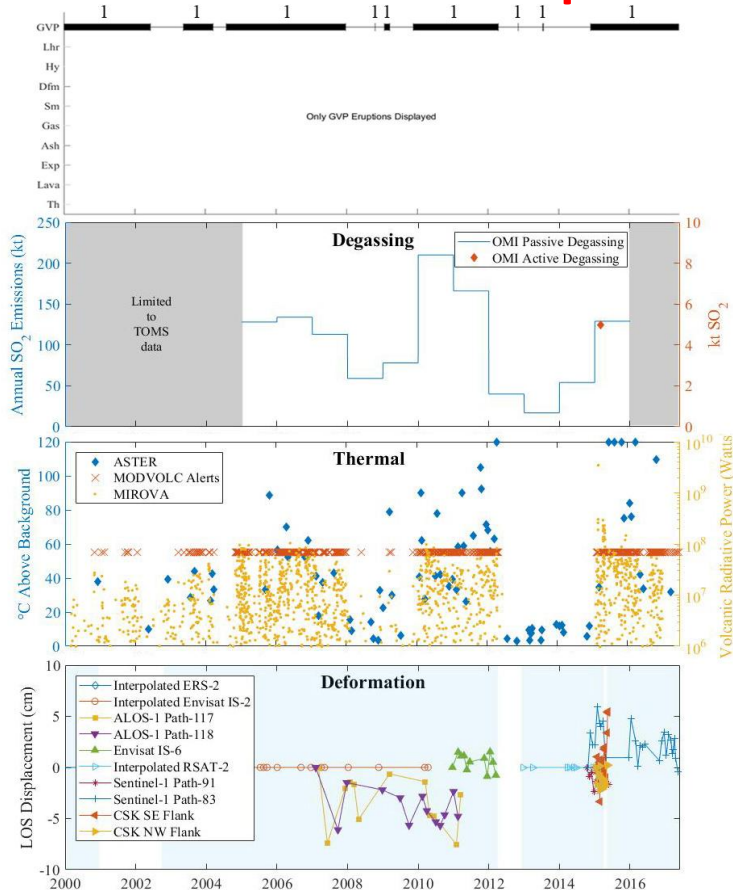 1 1 1 1 1 1 1 1 1
GVP
Lhr
Hy
Dfm
Sm
Gas
Ash
Exp
Lava
Th
Only GVP Eruptions Displayed
Degassing
Annual SO2 Emissions (kt)
250
200
150
100
50
0
Limited
to
TOMS
data
OMI Passive Degassing
OMI Active Degassing
10
8
6
4
2
0
kt SO2
Thermal
°C Above Background
120
100
80
60
40
20
0
ASTER
MODVOLC Alerts
MIROVA
10^10
10^9
10^8
10^7
10^6
Volcanic Radiative Power (Watts
Deformation
LOS Displacement (cm)
10
5
0
-5
-10
Interpolated ERS-2
Interpolated Envisat IS-2
ALOS-1 Path-117
ALOS-1 Path-118
Envisat IS-6
Interpolated RSAT-2
Sentinel-1 Path-91
Sentinel-1 Path-83
CSK SE Flank
CSK NW Flank
2000 2002 2004 2006 2008 2010 2012 2014 2016